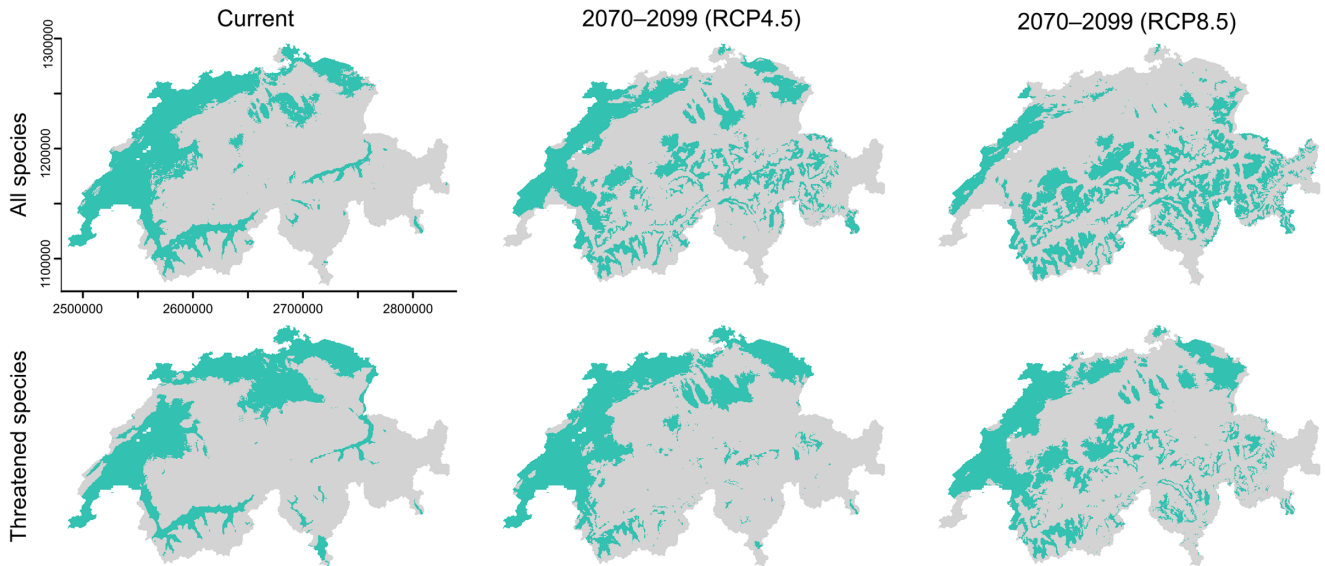 Current
2070–2099 (RCP4.5)
2070–2099 (RCP8.5)
All species
1300000
1200000
1100000
2500000
2600000
2700000
2800000
Threatened species